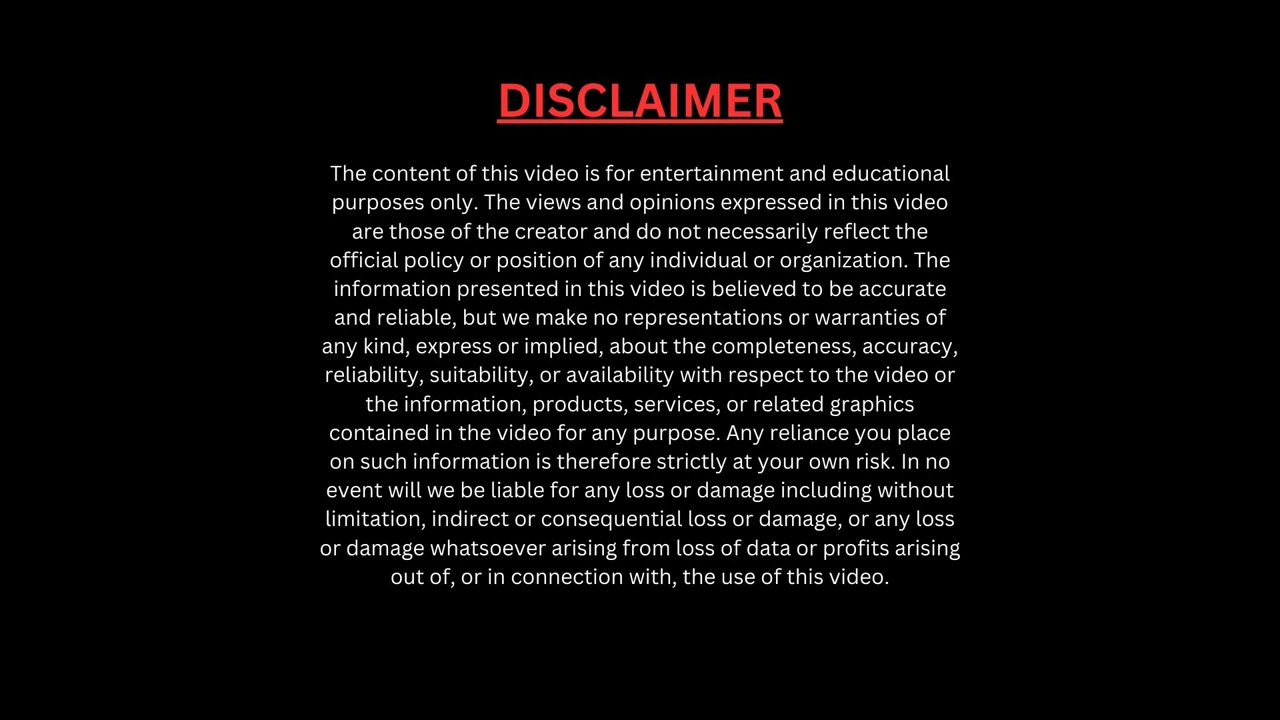 DISCLAIMER
The content of this video is for entertainment and educational
purposes only. The views and opinions expressed in this video
are those of the creator and do not necessarily reflect the
official policy or position of any individual or organization. The
information presented in this video is believed to be accurate
and reliable, but we make no representations or warranties of
any kind, express or implied, about the completeness, accuracy,
reliability, suitability, or availability with respect to the video or
the information, products, services, or related graphics
contained in the video for any purpose. Any reliance you place
on such information is therefore strictly at your own risk. In no
event will we be liable for any loss or damage including without
limitation, indirect or consequential loss or damage, or any loss
or damage whatsoever arising from loss of data or profits arising
out of, or in connection with, the use of this video.